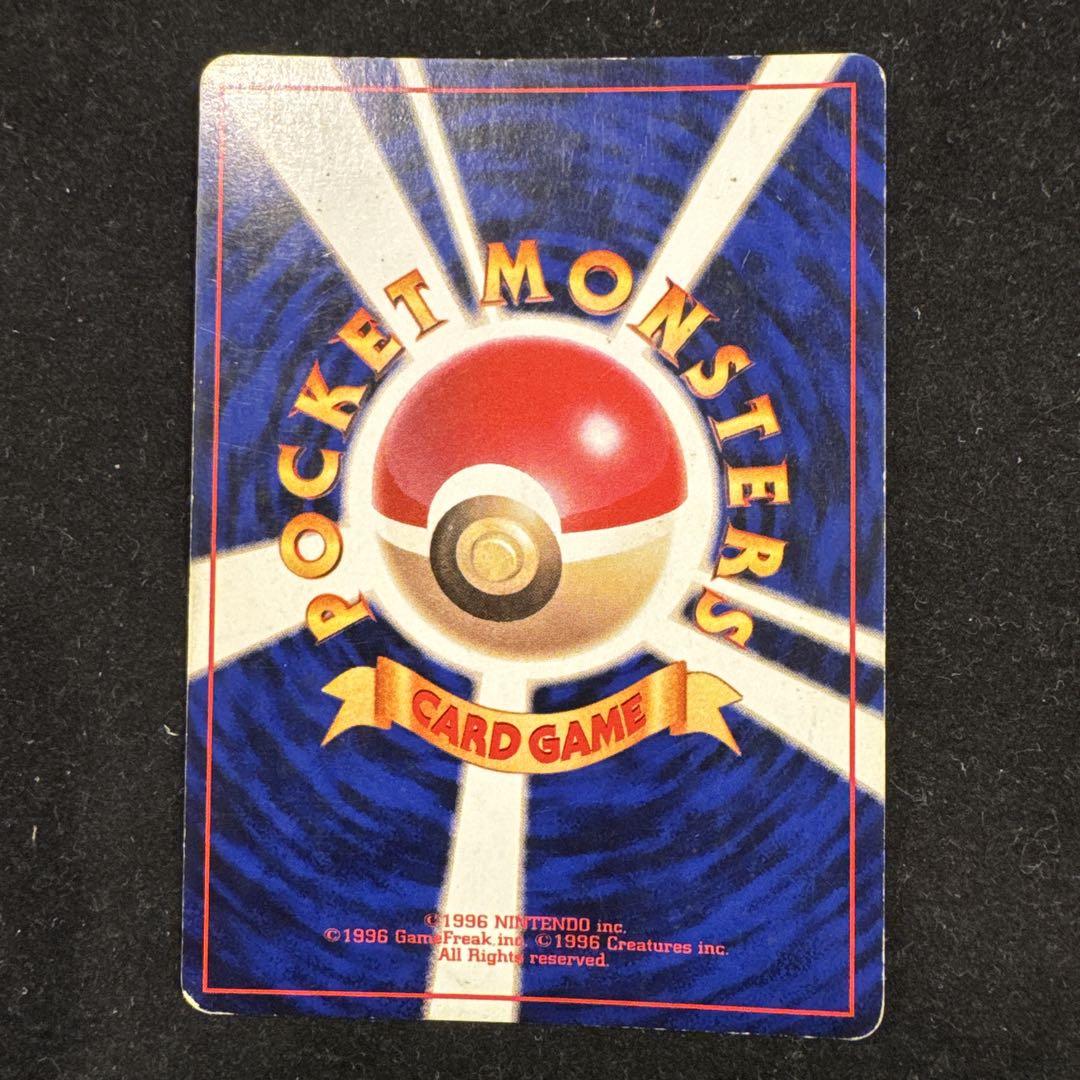 POCKET MONSTERS
CARD GAME
©1996 NINTENDO inc.
©1996 GameFreak inc. ©1996 Creatures inc.
All Rights reserved.